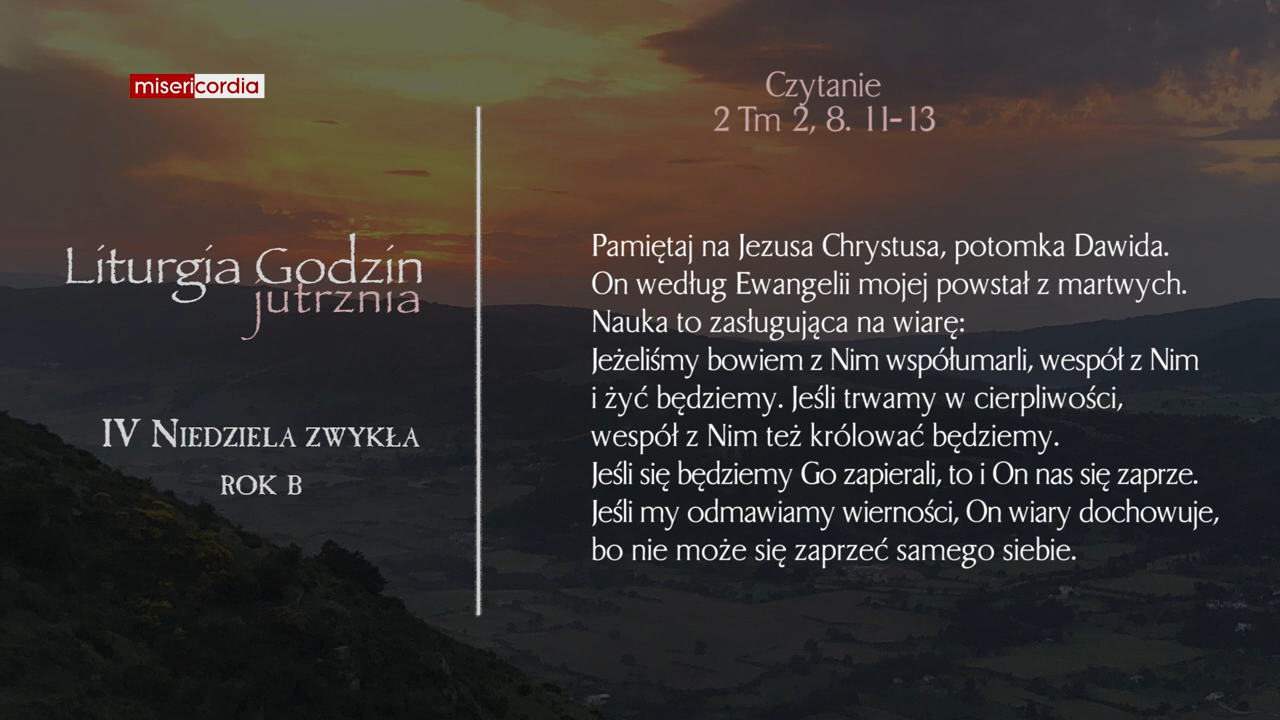 misericordia
Liturgia Godzin
jutrznia
IV Niedziela zwykła
rok B
Czytanie
2 Tm 2, 8. 11-13
Pamiętaj na Jezusa Chrystusa, potomka Dawida.
On według Ewangelii mojej powstał z martwych.
Nauka to zasługująca na wiarę:
Jeżeliśmy bowiem z Nim współumarli, wespół z Nim
i żyć będziemy. Jeśli trwamy w cierpliwości,
wespół z Nim też królować będziemy.
Jeśli się będziemy Go zapierali, to i On nas się zaprze.
Jeśli my odmawiamy wierności, On wiary dochowuje,
bo nie może się zaprzeć samego siebie.